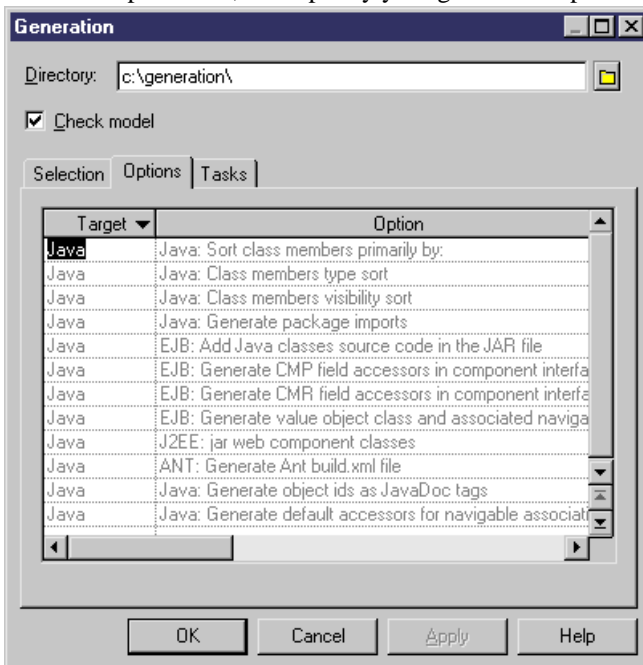 Generation
Directory: c:\generation\
Check model
Selection Options Tasks
Target Option
Java Java: Sort class members primarily by:
Java Java: Class members type sort
Java Java: Class members visibility sort
Java Java: Generate package imports
Java EJB: Add Java classes source code in the JAR file
Java EJB: Generate CMP field accessors in component interfa
Java EJB: Generate CMR field accessors in component interfa
Java EJB: Generate value object class and associated naviga
Java J2EE: jar web component classes
Java ANT: Generate Ant build.xml file
Java Java: Generate object ids as JavaDoc tags
Java Java: Generate default accessors for navigable associati
OK Cancel Apply Help